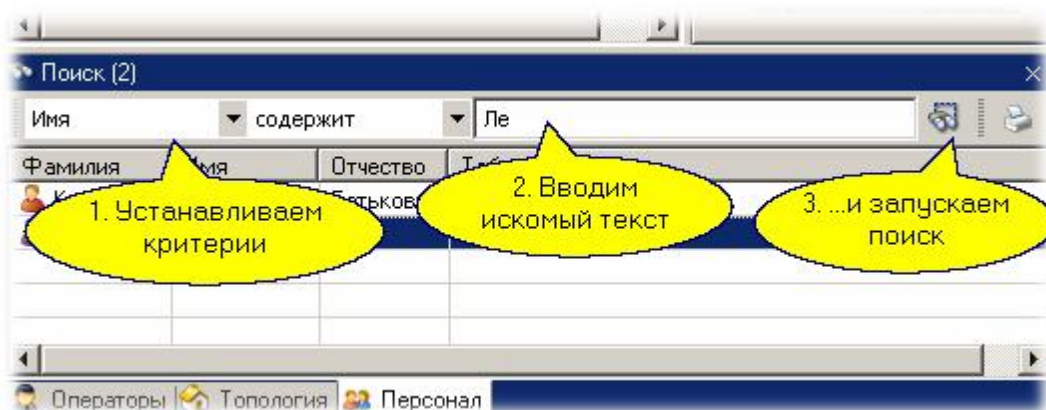 Поиск (2)
Имя содержит Ле
Фамилия Имя Отчество
1. Устанавливаем
критерии
2. Вводим
искомый текст
3. ...и запускаем
поиск
Операторы Топология Персонал